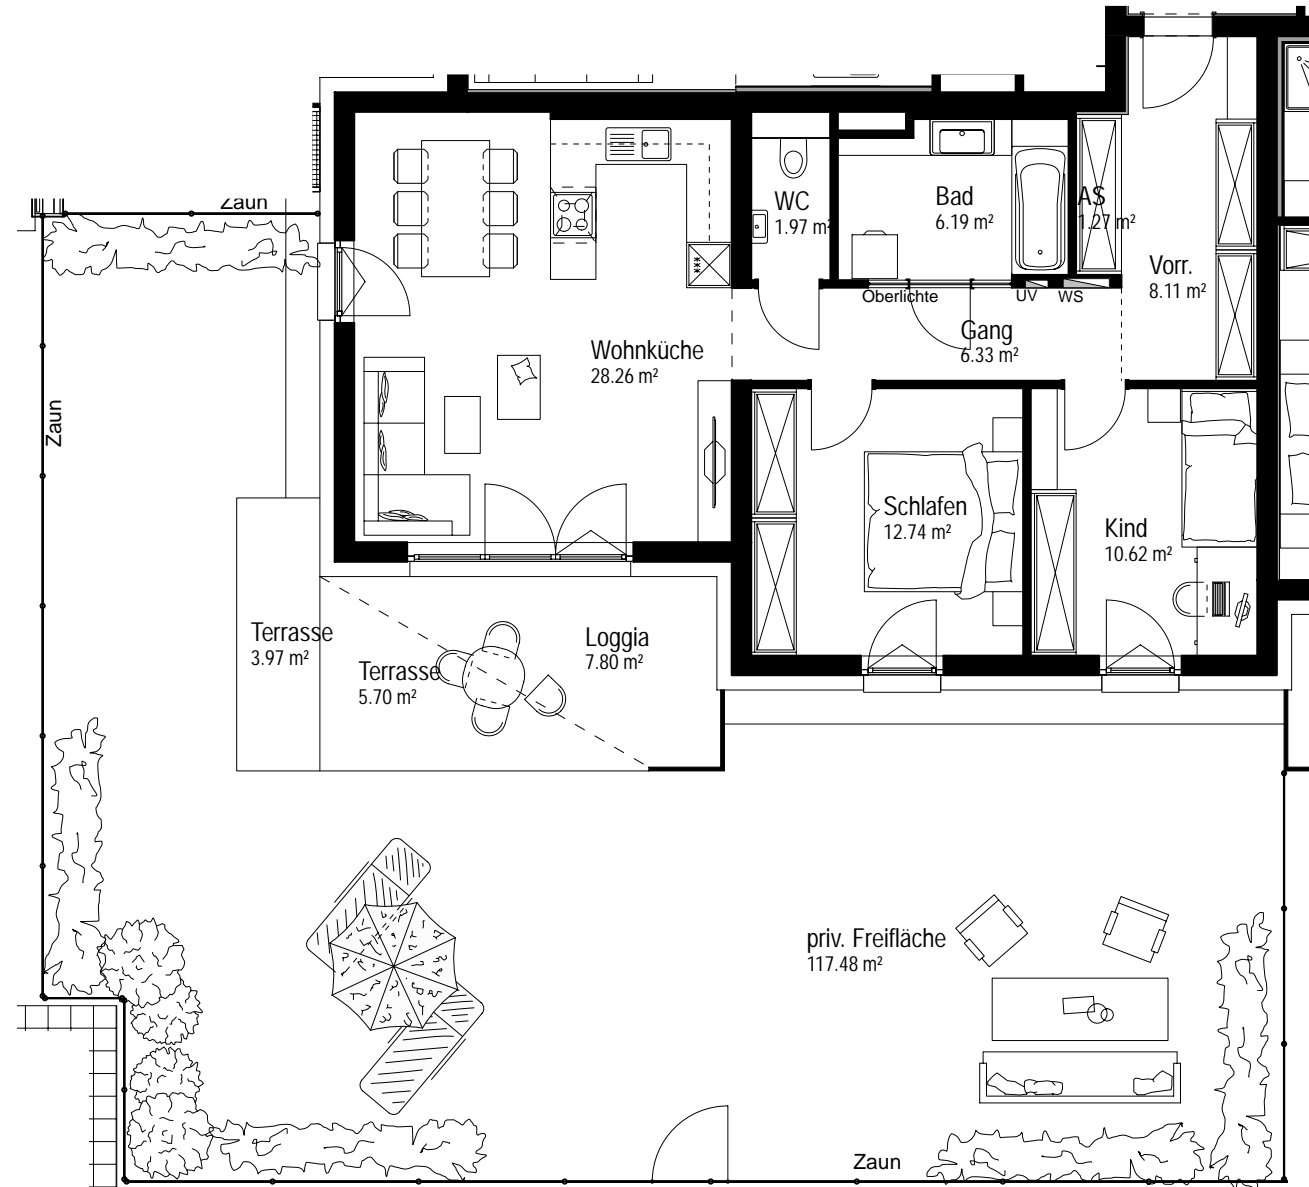 Zaun
WC
1.97 m²
Bad
6.19 m²
AS
1.27 m²
Vorr.
8.11 m²
Oberlichte
UV
WS
Gang
6.33 m²
Wohnküche
28.26 m²
Zaun
Schlafen
12.74 m²
Kind
10.62 m²
Terrasse
3.97 m²
Terrasse
5.70 m²
Loggia
7.80 m²
priv. Freifläche
117.48 m²
Zaun